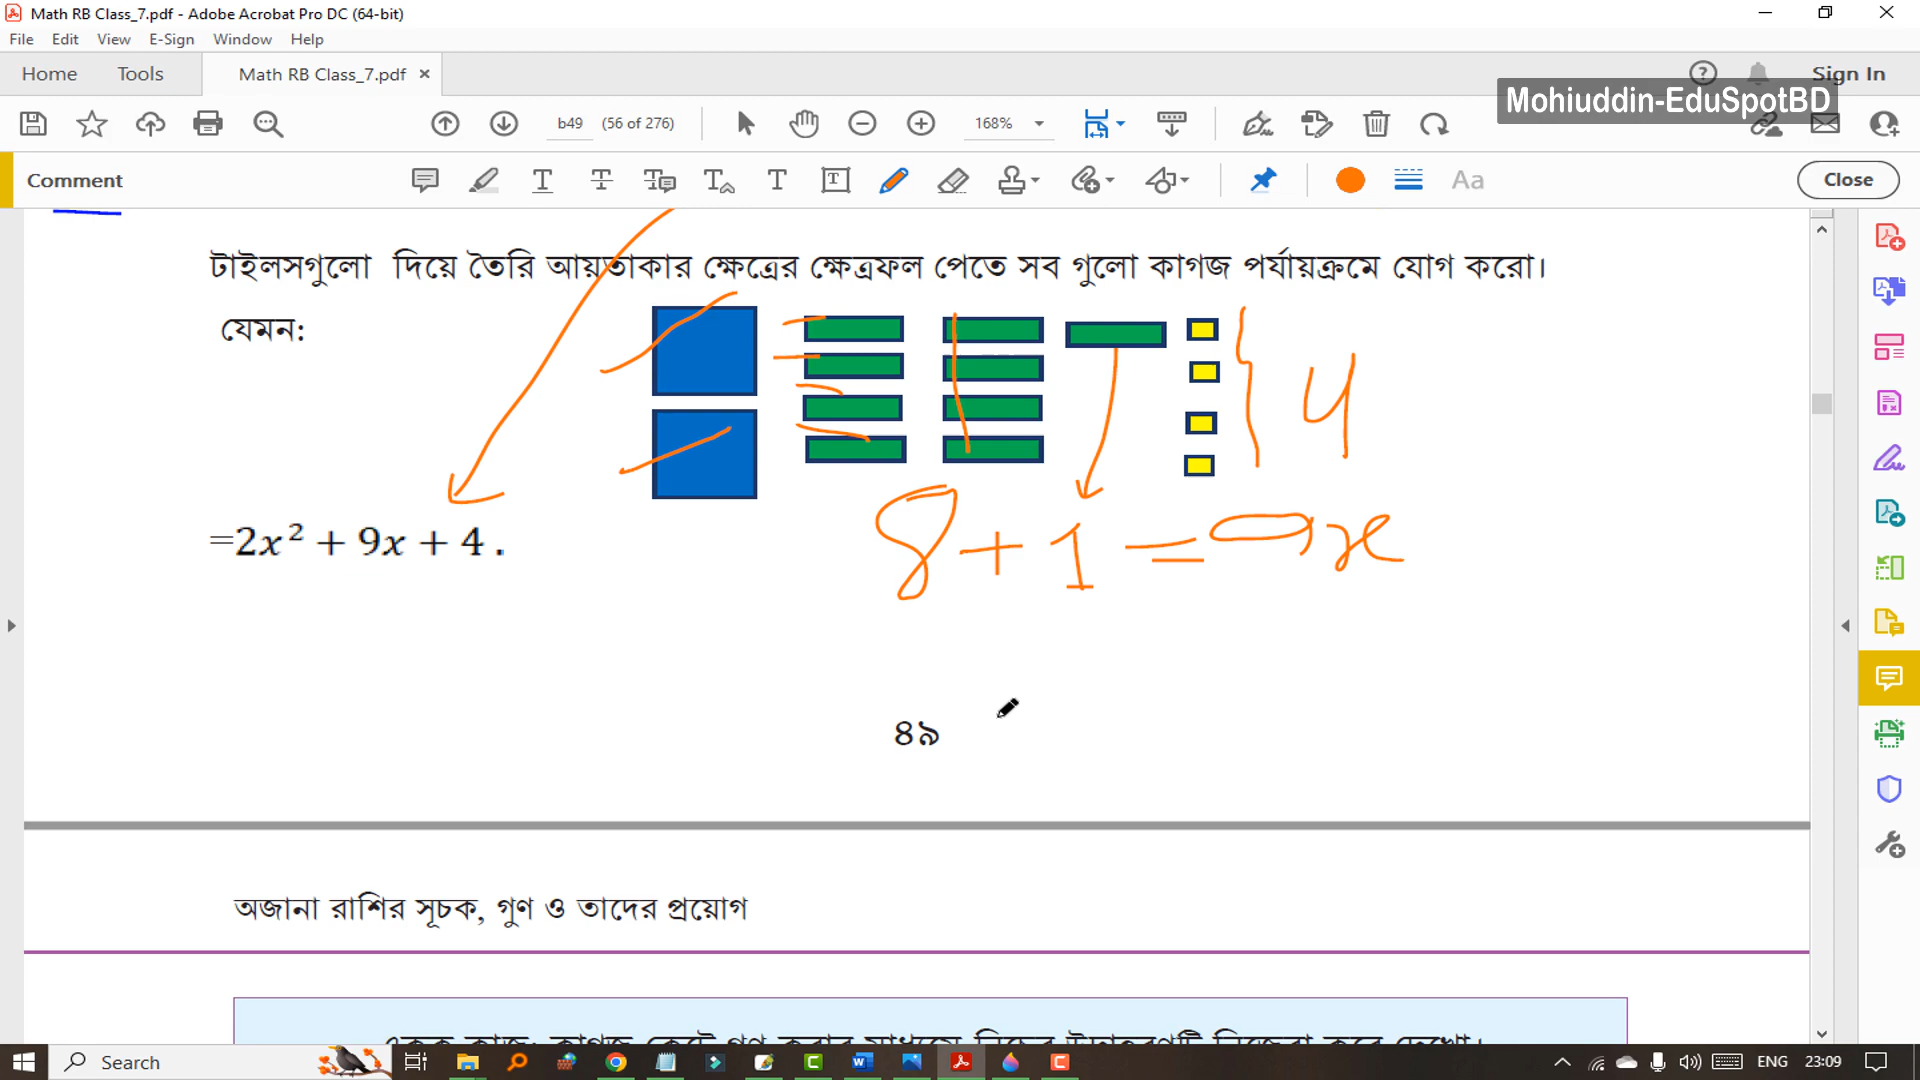 Math RB Class_7.pdf - Adobe Acrobat Pro DC (64-bit)
File Edit View E-Sign Window Help
Home Tools Math RB Class_7.pdf × Sign In
Mohiuddin-EduSpotBD
b49 (56 of 276) 168%
Comment Aa Close
টাইলসগুলো দিয়ে তৈরি আয়তাকার ক্ষেত্রের ক্ষেত্রফল পেতে সব গুলো কাগজ পর্যায়ক্রমে যোগ করো।
যেমন:
4
=2x² + 9x + 4 .
8 + 1 = 9x
৪৯
অজানা রাশির সূচক, গুণ ও তাদের প্রয়োগ
Search ENG 23:09